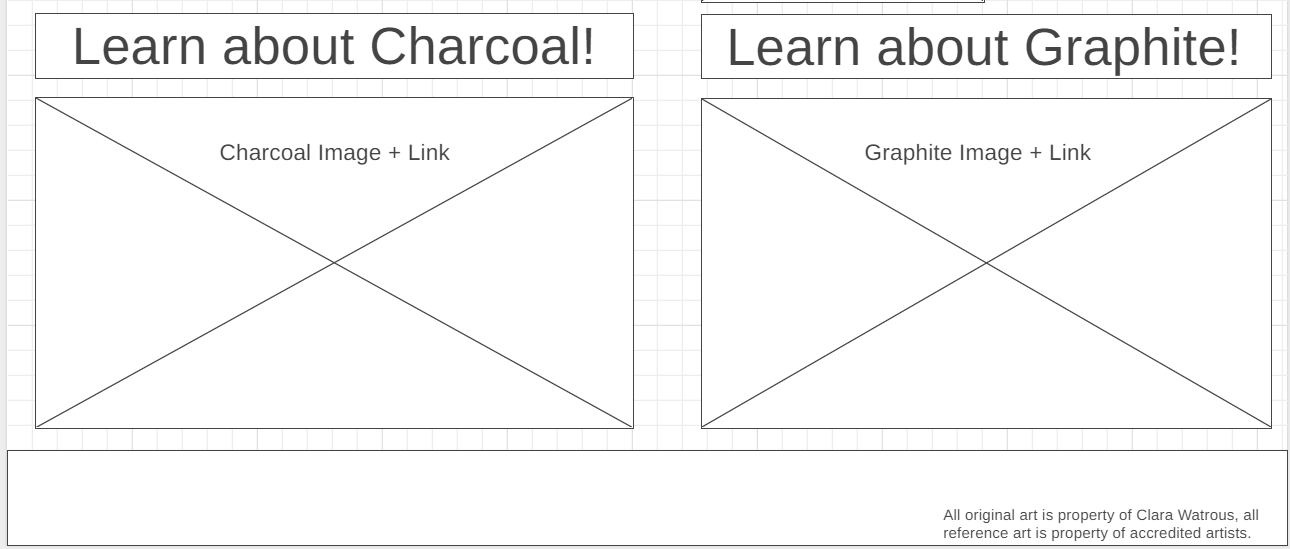 Learn about Charcoal!
Learn about Graphite!
Charcoal Image + Link
Graphite Image + Link
All original art is property of Clara Watrous, all
reference art is property of accredited artists.